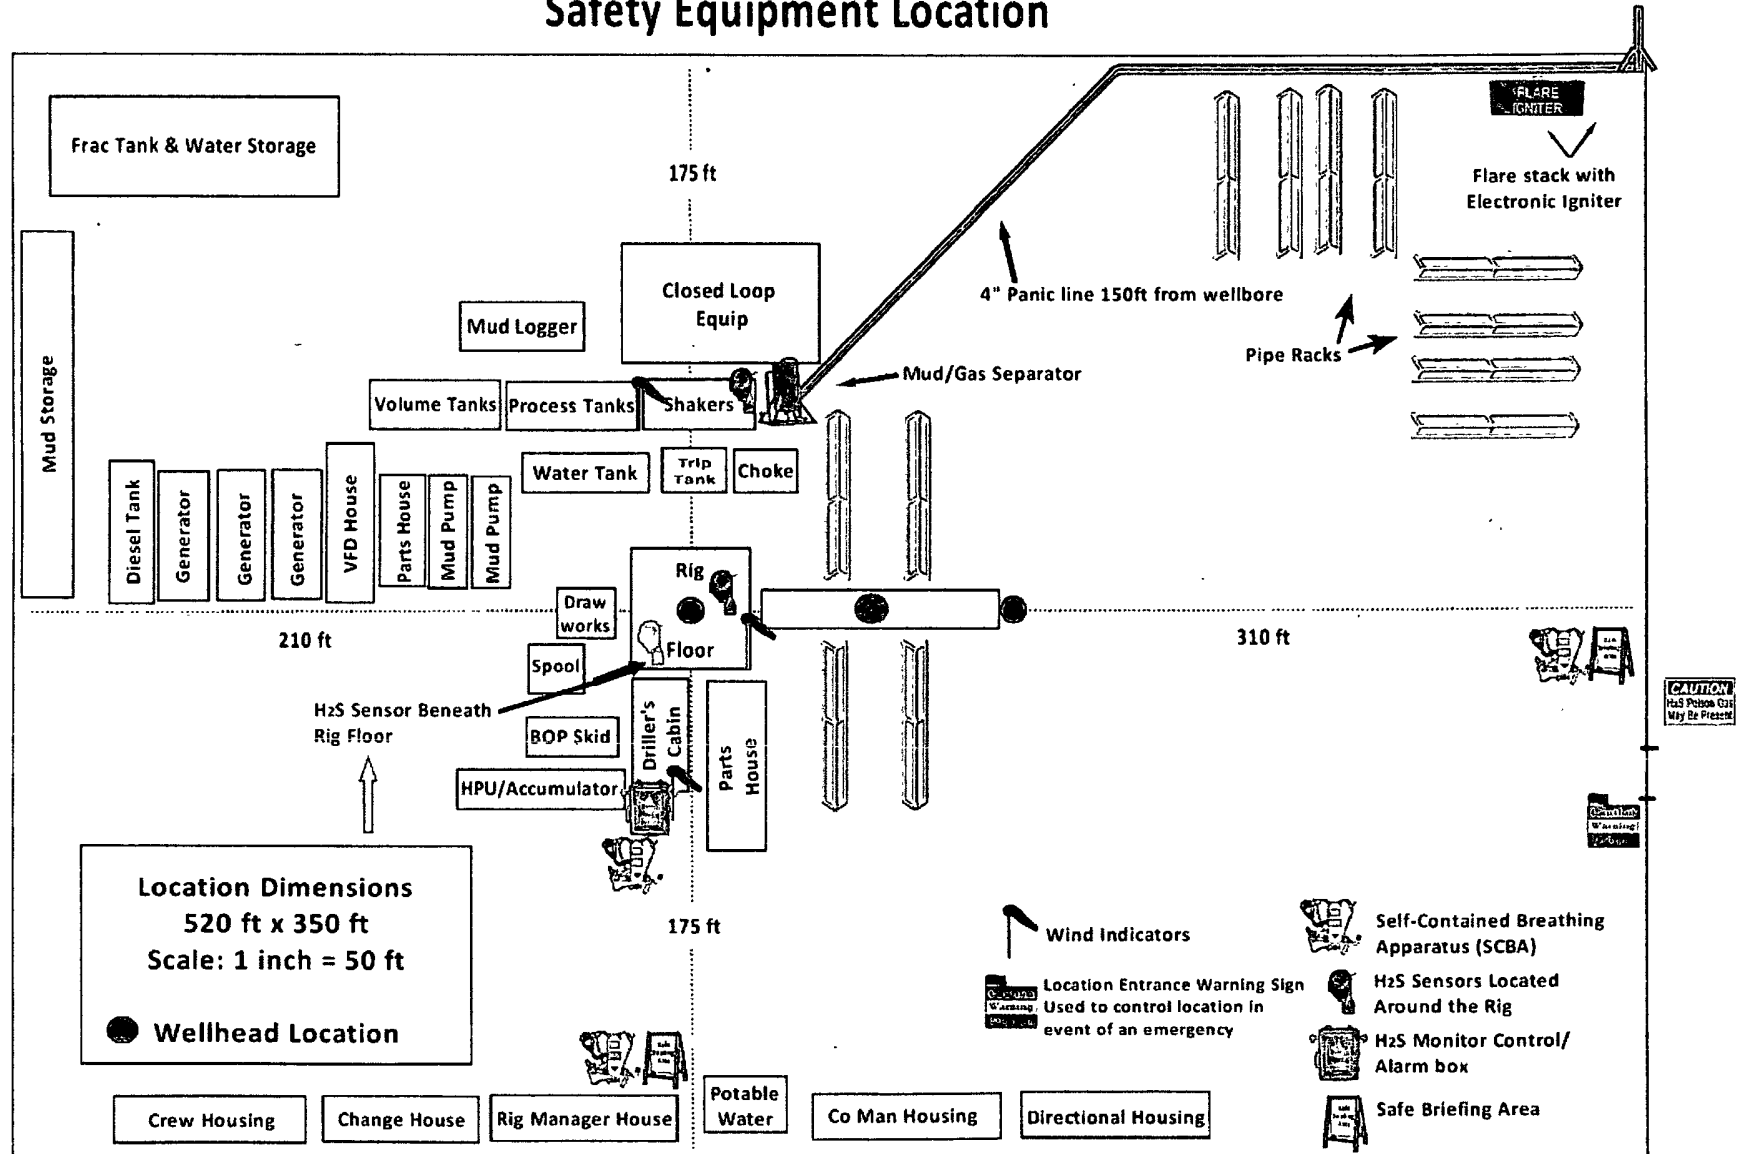 Safety Equipment Location
FLARE
IGNITER
Frac Tank & Water Storage
175 ft
Flare stack with
Electronic Igniter
Closed Loop
Equip
4" Panic line 150ft from wellbore
Mud Logger
Pipe Racks
Mud/Gas Separator
Mud Storage
Volume Tanks
Process Tanks
Shakers
Water Tank
Trip
Tank
Choke
Diesel Tank
Generator
Generator
Generator
VFD House
Parts House
Mud Pump
Mud Pump
Rig
Floor
Draw
works
210 ft
310 ft
Spool
H2S Sensor Beneath
Rig Floor
BOP Skid
Driller's
Cabin
Parts
House
HPU/Accumulator
CAUTION
H2S Poison Gas
May Be Present
Warning
Location Dimensions
520 ft x 350 ft
Scale: 1 inch = 50 ft
Wellhead Location
175 ft
Wind Indicators
Location Entrance Warning Sign
Used to control location in
event of an emergency
Warning
Self-Contained Breathing
Apparatus (SCBA)
H2S Sensors Located
Around the Rig
H2S Monitor Control/
Alarm box
Safe Briefing Area
Crew Housing
Change House
Rig Manager House
Potable
Water
Co Man Housing
Directional Housing